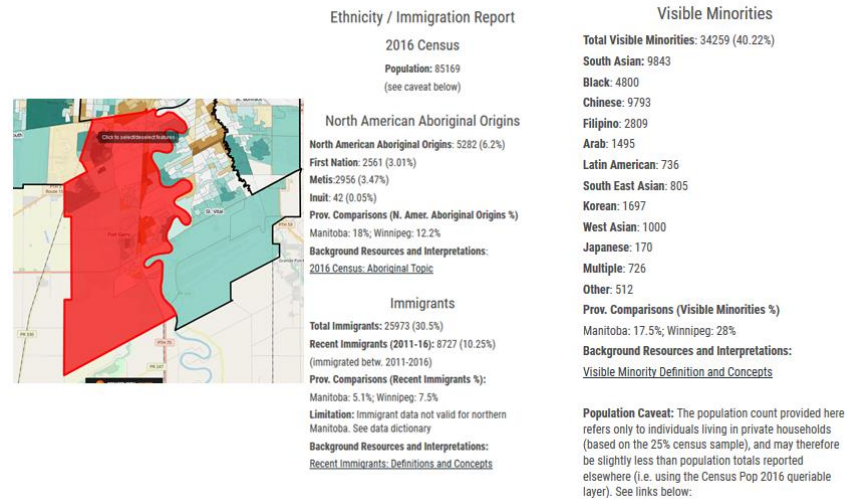 Ethnicity / Immigration Report
2016 Census
Population: 85169
(see caveat below)
North American Aboriginal Origins
North American Aboriginal Origins: 5282 (6.2%)
First Nation: 2561 (3.01%)
Metis:2956 (3.47%)
Inuit: 42 (0.05%)
Prov. Comparisons (N. Amer. Aboriginal Origins %)
Manitoba: 18%; Winnipeg: 12.2%
Background Resources and Interpretations:
2016 Census: Aboriginal Topic
Immigrants
Total Immigrants: 25973 (30.5%)
Recent Immigrants (2011-16): 8727 (10.25%)
(immigrated betw. 2011-2016)
Prov. Comparisons (Recent Immigrants %):
Manitoba: 5.1%; Winnipeg: 7.5%
Limitation: Immigrant data not valid for northern
Manitoba. See data dictionary
Background Resources and Interpretations:
Recent Immigrants: Definitions and Concepts
Visible Minorities
Total Visible Minorities: 34259 (40.22%)
South Asian: 9843
Black: 4800
Chinese: 9793
Filipino: 2809
Arab: 1495
Latin American: 736
South East Asian: 805
Korean: 1697
West Asian: 1000
Japanese: 170
Multiple: 726
Other: 512
Prov. Comparisons (Visible Minorities %)
Manitoba: 17.5%; Winnipeg: 28%
Background Resources and Interpretations:
Visible Minority Definition and Concepts
Population Caveat: The population count provided here
refers only to individuals living in private households
(based on the 25% census sample), and may therefore
be slightly less than population totals reported
elsewhere (i.e. using the Census Pop 2016 queriable
layer). See links below:
Click to select/deselect features
St. Vital